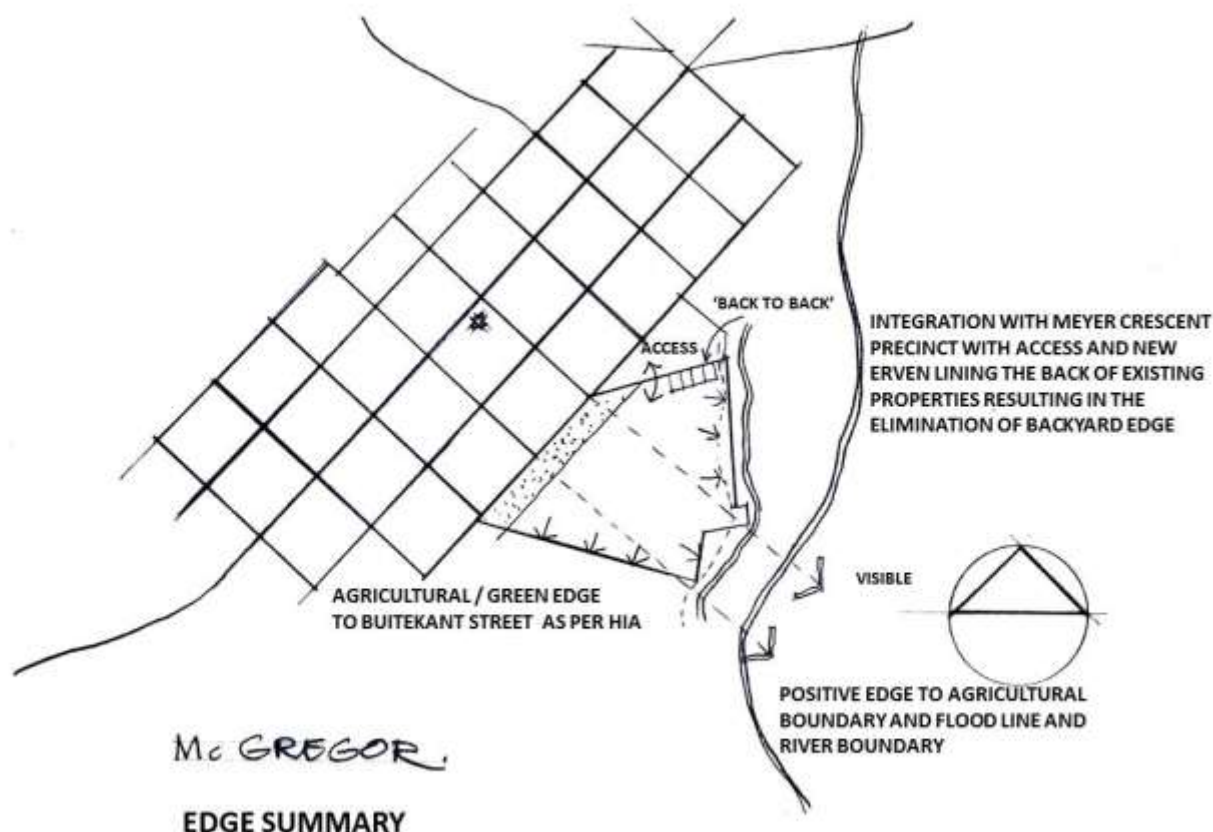 'BACK TO BACK'
ACCESS
INTEGRATION WITH MEYER CRESCENT
PRECINCT WITH ACCESS AND NEW
ERVEN LINING THE BACK OF EXISTING
PROPERTIES RESULTING IN THE
ELIMINATION OF BACKYARD EDGE
VISIBLE
AGRICULTURAL / GREEN EDGE
TO BUITEKANT STREET AS PER HIA
POSITIVE EDGE TO AGRICULTURAL
BOUNDARY AND FLOOD LINE AND
RIVER BOUNDARY
Mc GREGOR.
EDGE SUMMARY